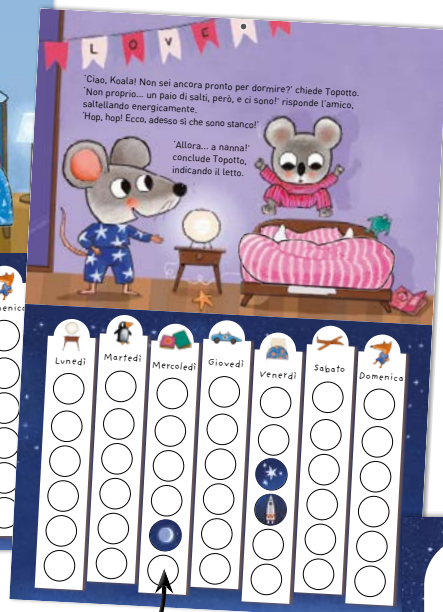 L O V E
'Ciao, Koala! Non sei ancora pronto per dormire?' chiede Topotto.
'Non proprio... un paio di salti, però, e ci sono!' risponde l'amico,
saltellando energicamente.
'Hop, hop! Ecco, adesso sì che sono stanco!'
'Allora... a nanna!'
conclude Topotto,
indicando il letto.
enica
Lunedì
Martedì
Mercoledì
Giovedì
Venerdì
Sabato
Domenica